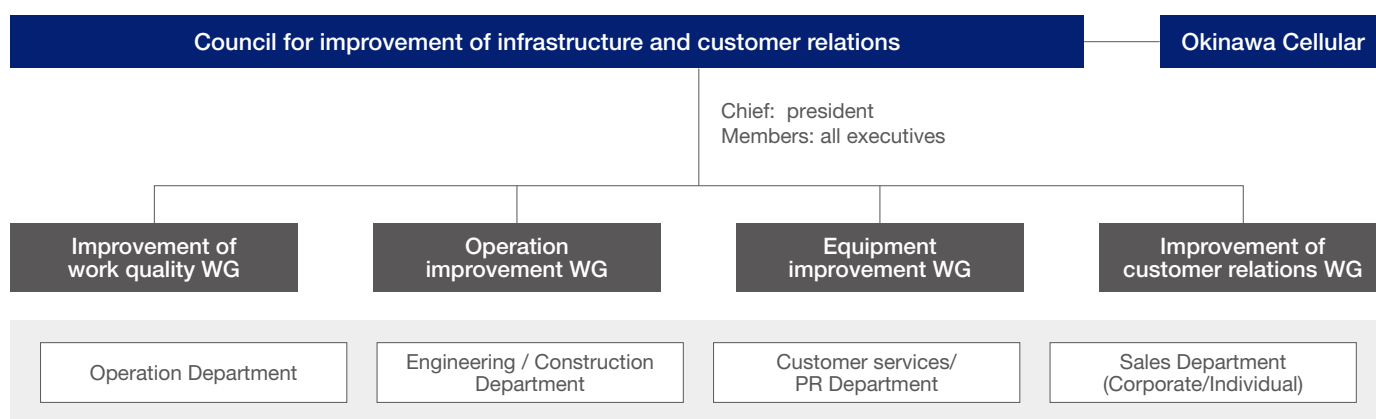 Council for improvement of infrastructure and customer relations
Okinawa Cellular
Chief: president
Members: all executives
Improvement of
work quality WG
Operation
improvement WG
Equipment
improvement WG
Improvement of
customer relations WG
Operation Department
Engineering / Construction
Department
Customer services/
PR Department
Sales Department
(Corporate/Individual)